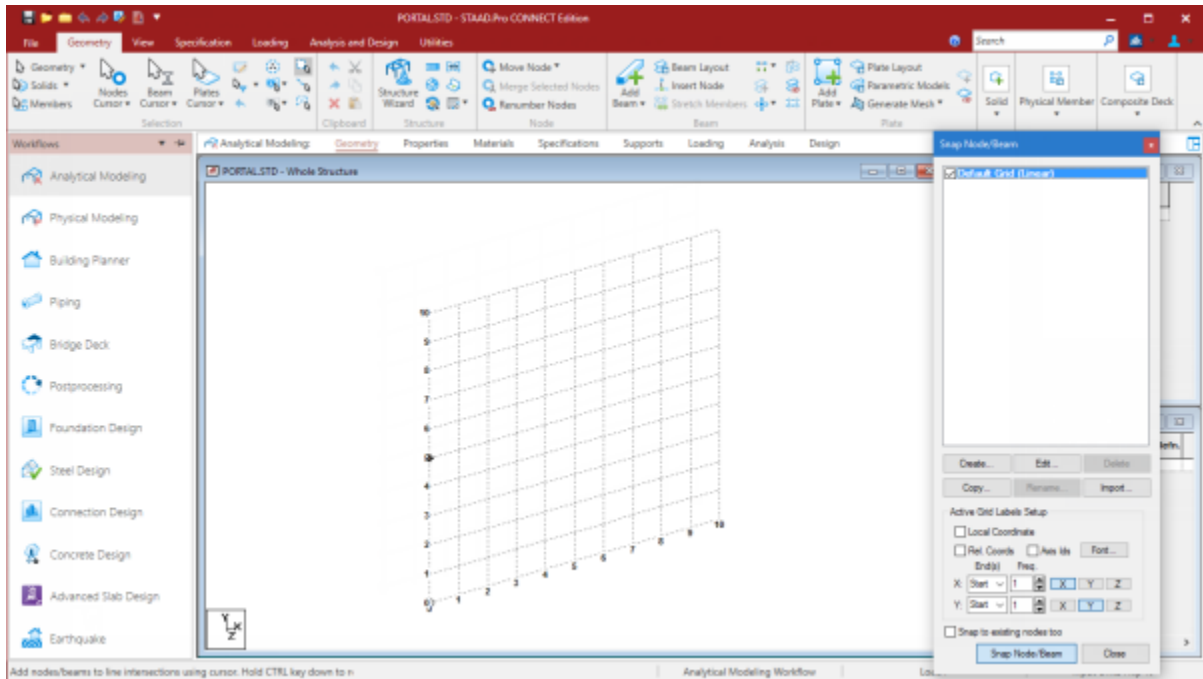 PORTAL.STD - STAAD.Pro CONNECT Edition
File Geometry View Specification Loading Analysis and Design Utilities Search
Geometry Solids Members
Nodes Cursor Beam Cursor Plates Cursor
Structure Wizard
Move Node
Merge Selected Nodes
Renumber Nodes
Add Beam
Beam Layout
Insert Node
Stretch Members
Add Plate
Plate Layout
Parametric Models
Generate Mesh
Solid Physical Member Composite Deck
Selection Clipboard Structure Node Beam Plate
Workflows
Analytical Modeling: Geometry Properties Materials Specifications Supports Loading Analysis Design
Analytical Modeling
Physical Modeling
Building Planner
Piping
Bridge Deck
Postprocessing
Foundation Design
Steel Design
Connection Design
Concrete Design
Advanced Slab Design
Earthquake
PORTAL.STD - Whole Structure
10
9
8
7
6
4
3
2
1
0 1 2 3 4 5 6 7 8 9 10
Y
X
Z
Snap Node/Beam
Default Grid (Linear)
Create... Edit... Delete
Copy... Rename... Import...
Active Grid Labels Setup
Local Coordinate
Rel. Coords Axis Ids Font...
End(s) Freq.
X: Start 1 X Y Z
Y: Start 1 X Y Z
Snap to existing nodes too
Snap Node/Beam Close
Add nodes/beams to line intersections using cursor. Hold CTRL key down to n
Analytical Modeling Workflow